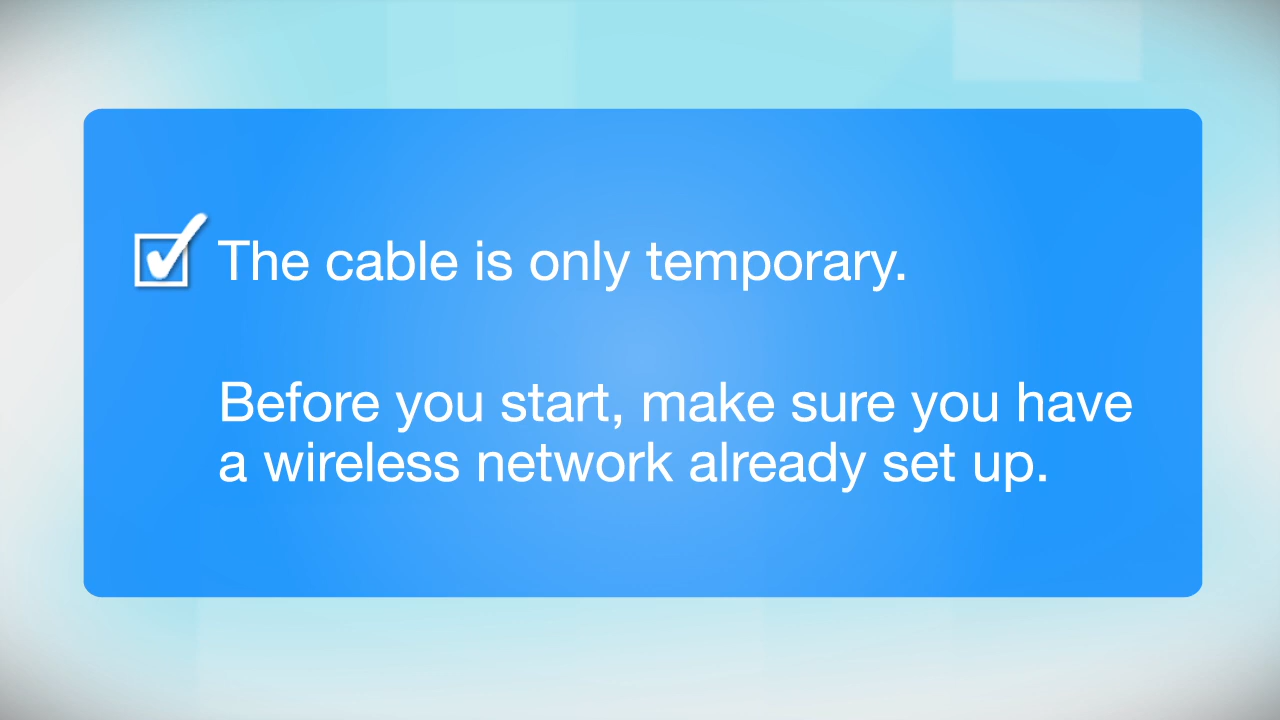 The cable is only temporary.
Before you start, make sure you have
a wireless network already set up.